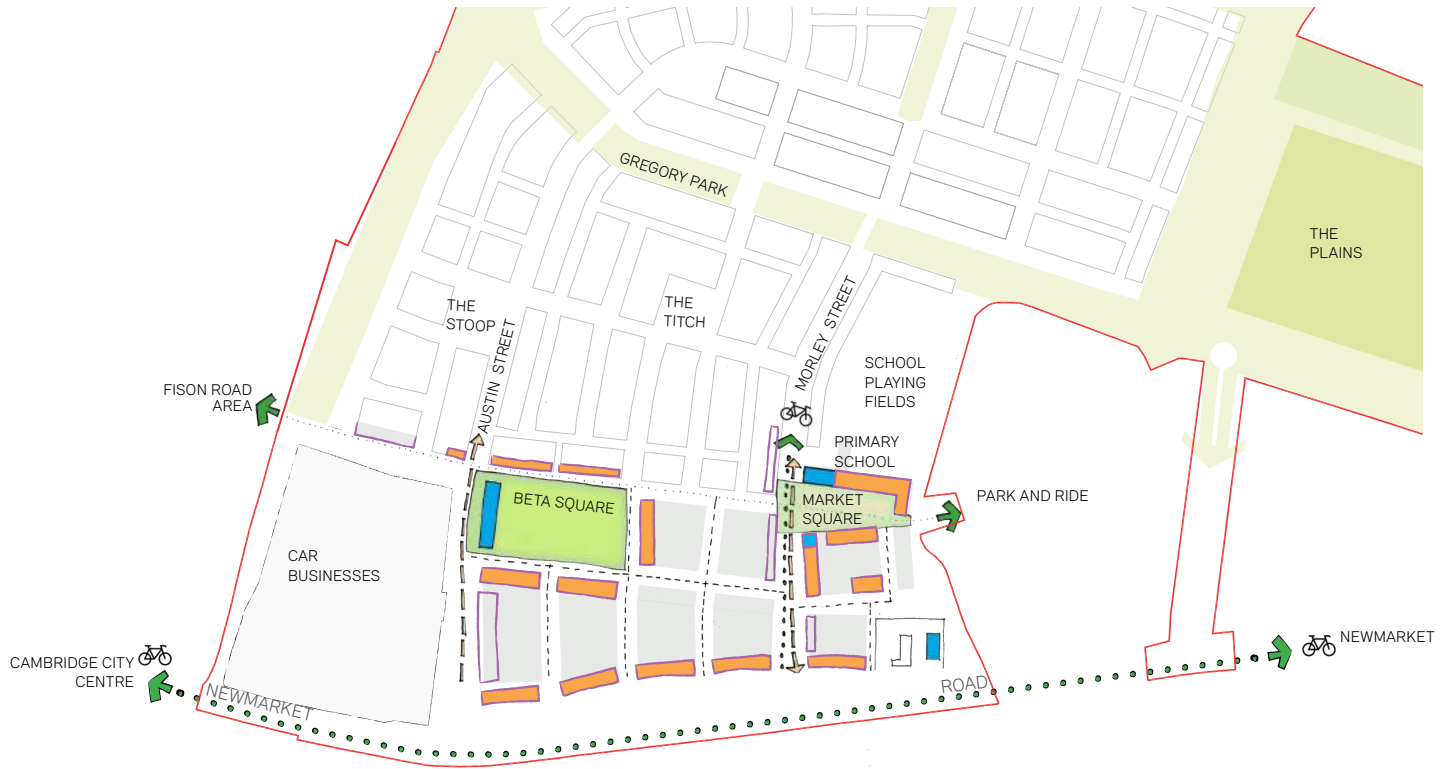 GREGORY PARK
THE
PLAINS
THE
STOOP
THE
TITCH
AUSTIN STREET
MORLEY STREET
SCHOOL
PLAYING
FIELDS
FISON ROAD
AREA
PRIMARY
SCHOOL
BETA SQUARE
MARKET
SQUARE
PARK AND RIDE
CAR
BUSINESSES
NEWMARKET
CAMBRIDGE CITY
CENTRE
NEWMARKET
ROAD